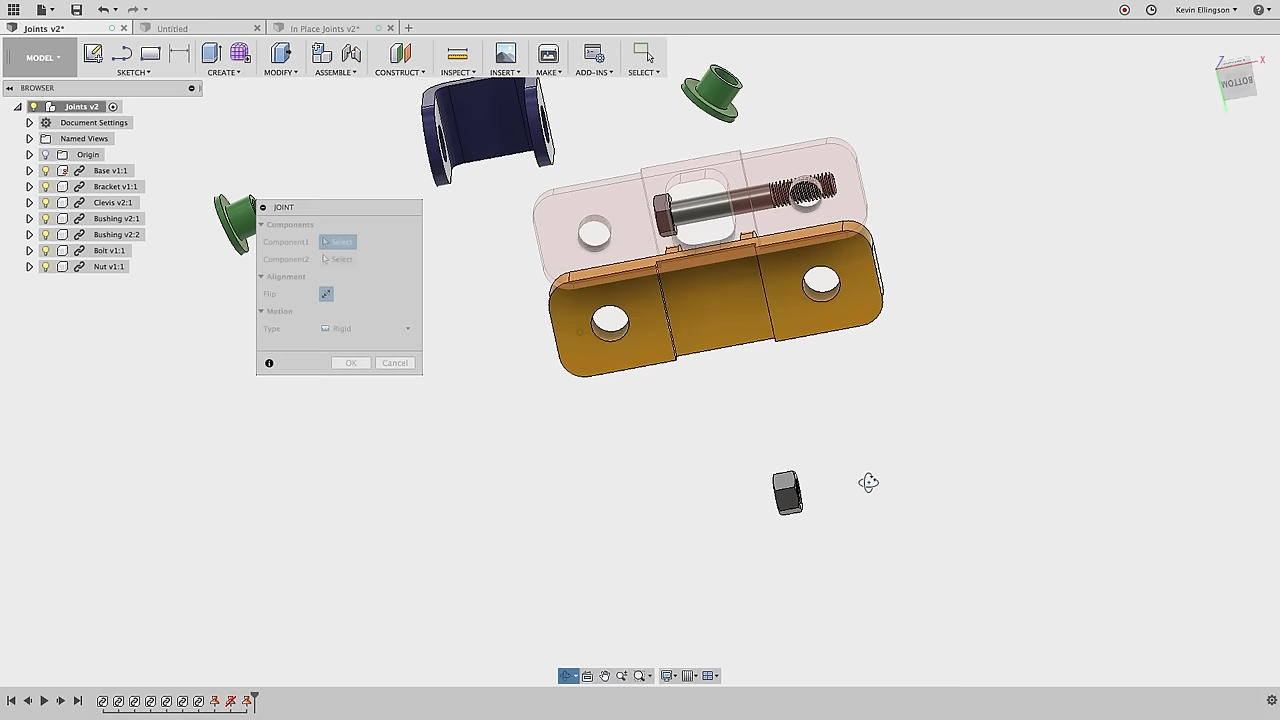 Kevin Ellingson
Joints v2* Untitled In Place Joints v2*
MODEL SKETCH CREATE MODIFY ASSEMBLE CONSTRUCT INSPECT INSERT MAKE ADD-INS SELECT
BROWSER
Joints v2
Document Settings
Named Views
Origin
Base v1:1
Bracket v1:1
Clevis v2:1
Bushing v2:1
Bushing v2:2
Bolt v1:1
Nut v1:1
JOINT
Components
Component1 Select
Component2 Select
Alignment
Flip
Motion
Type Rigid
OK Cancel
Z
X
BOTTOM